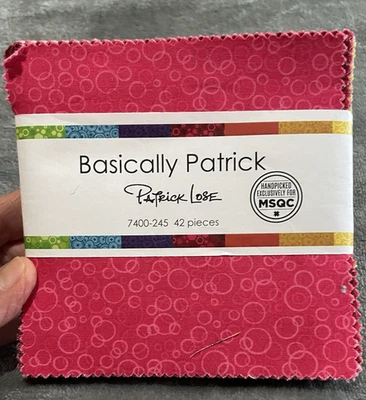 Basically Patrick
PATRICK LOSE
7400-245 42 pieces
HANDPICKED
EXCLUSIVELY FOR
MSQC